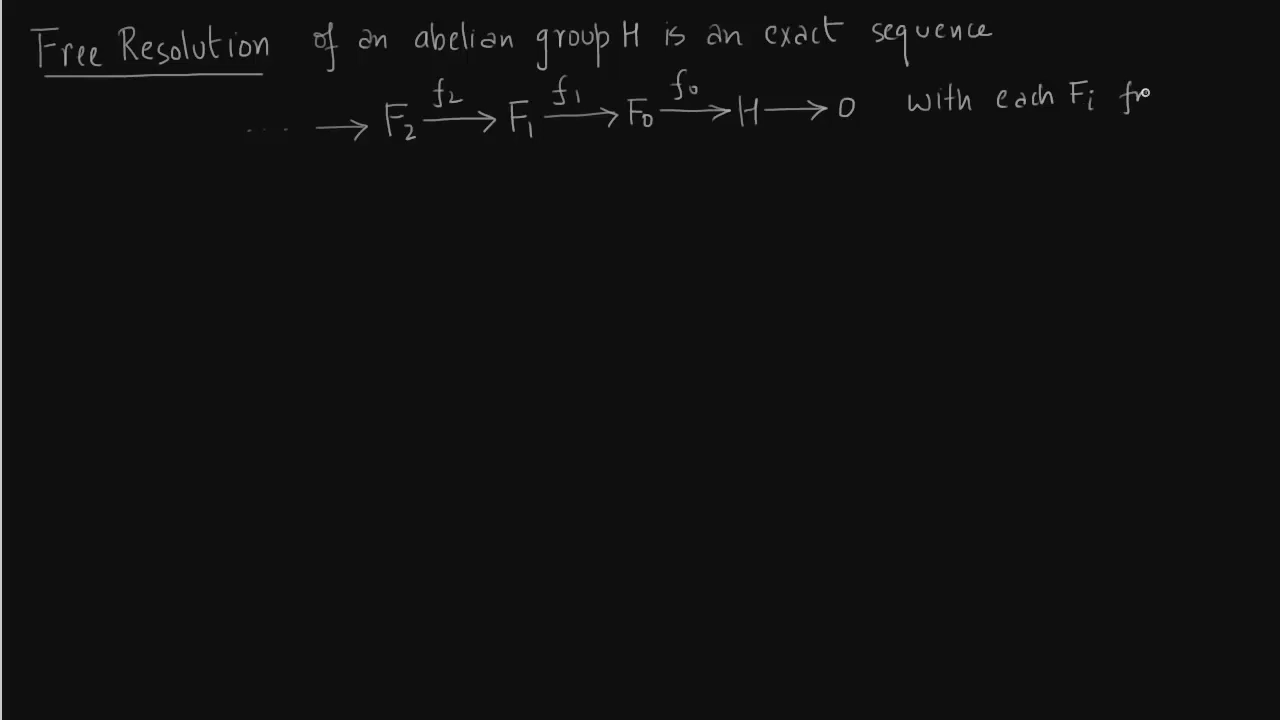 Free Resolution of an abelian group H is an exact sequence
.... → F₂ →^{f₂} F₁ →^{f₁} F₀ →^{f₀} H → 0 with each Fᵢ fr